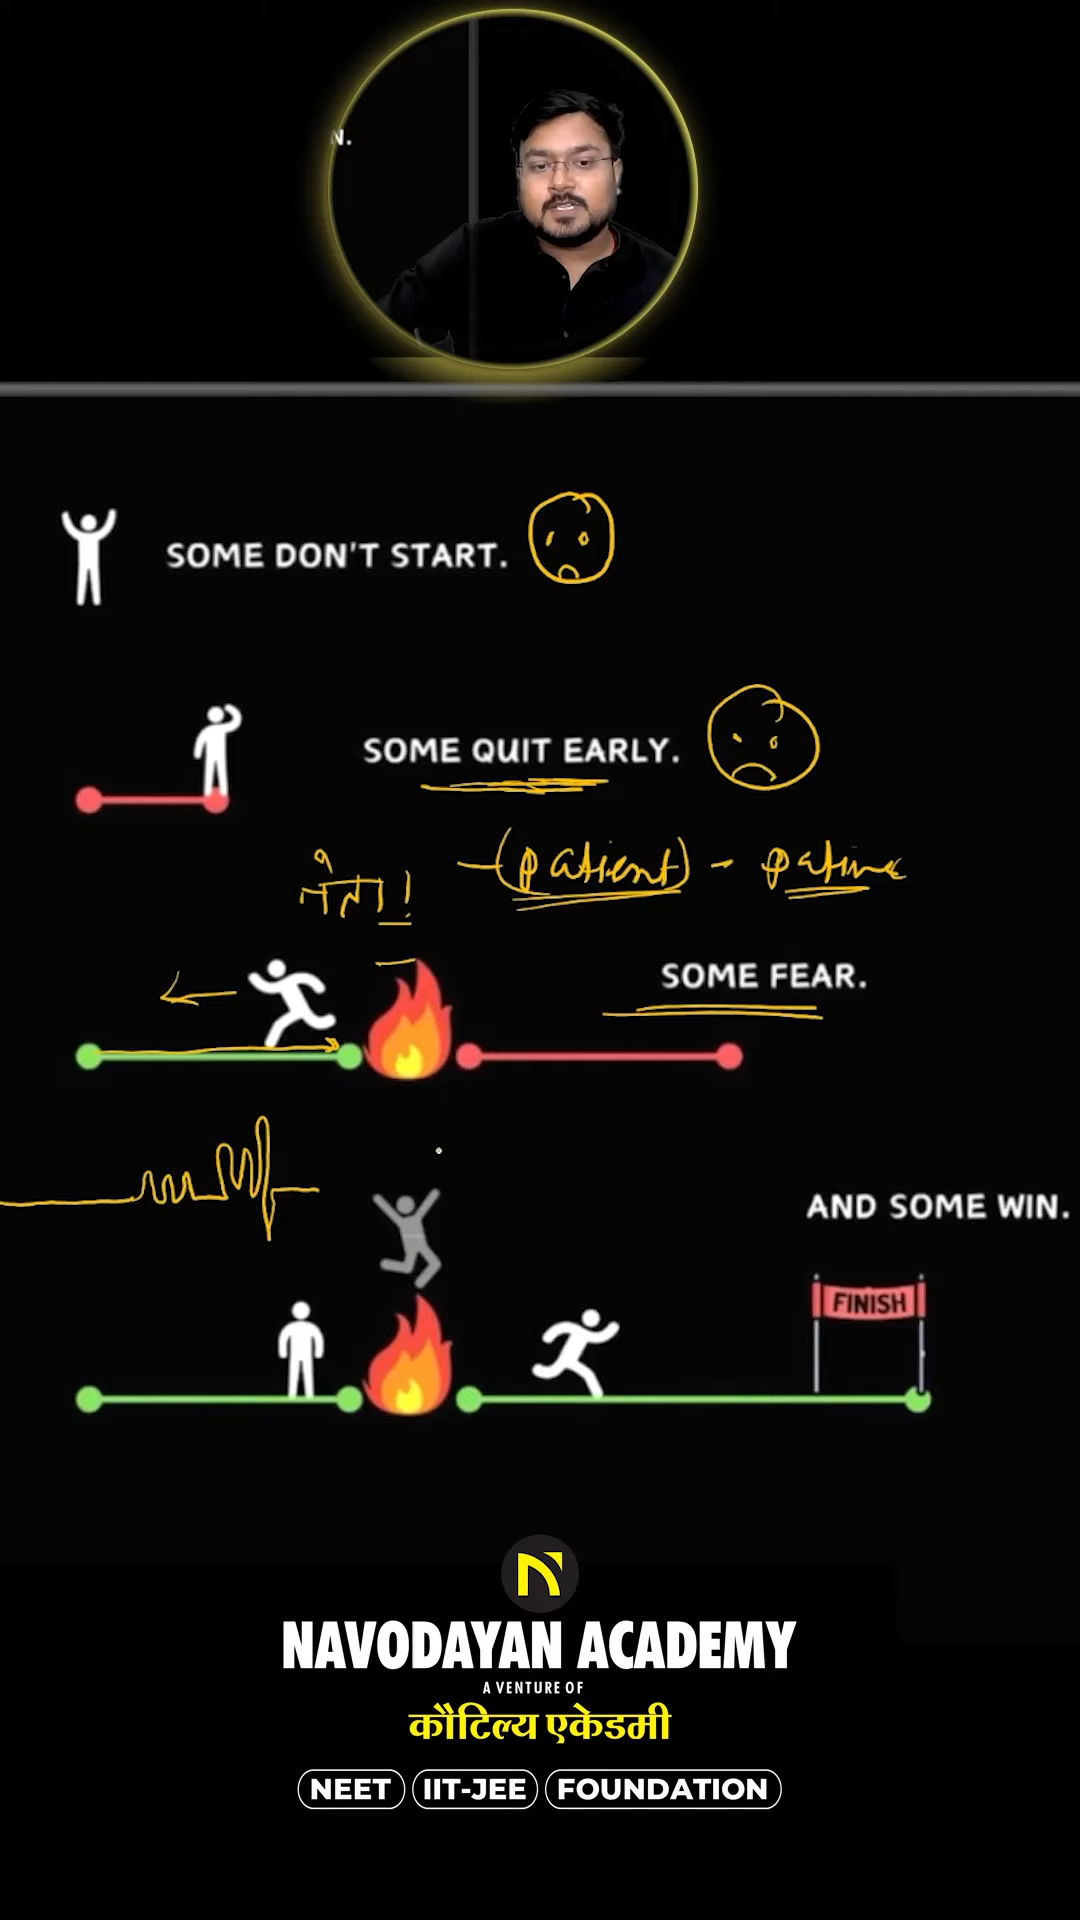 N.
SOME DON'T START.
SOME QUIT EARLY.
(patient) - patince
SOME FEAR.
AND SOME WIN.
FINISH
N
NAVODAYAN ACADEMY
A VENTURE OF
कौटिल्य एकेडमी
NEET IIT-JEE FOUNDATION